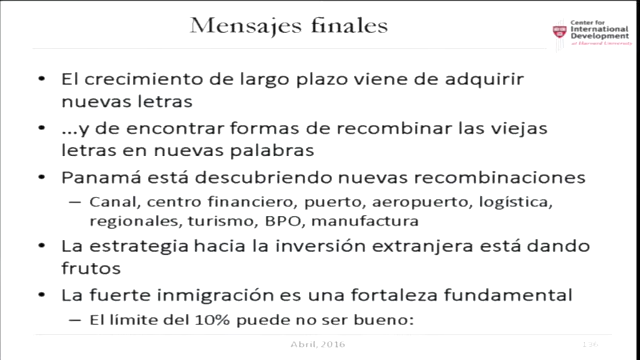 Mensajes finales
Center for
International
Development
at Harvard University
• El crecimiento de largo plazo viene de adquirir
nuevas letras
• ...y de encontrar formas de recombinar las viejas
letras en nuevas palabras
• Panamá está descubriendo nuevas recombinaciones
– Canal, centro financiero, puerto, aeropuerto, logística,
regionales, turismo, BPO, manufactura
• La estrategia hacia la inversión extranjera está dando
frutos
• La fuerte inmigración es una fortaleza fundamental
– El límite del 10% puede no ser bueno:
Abril, 2016